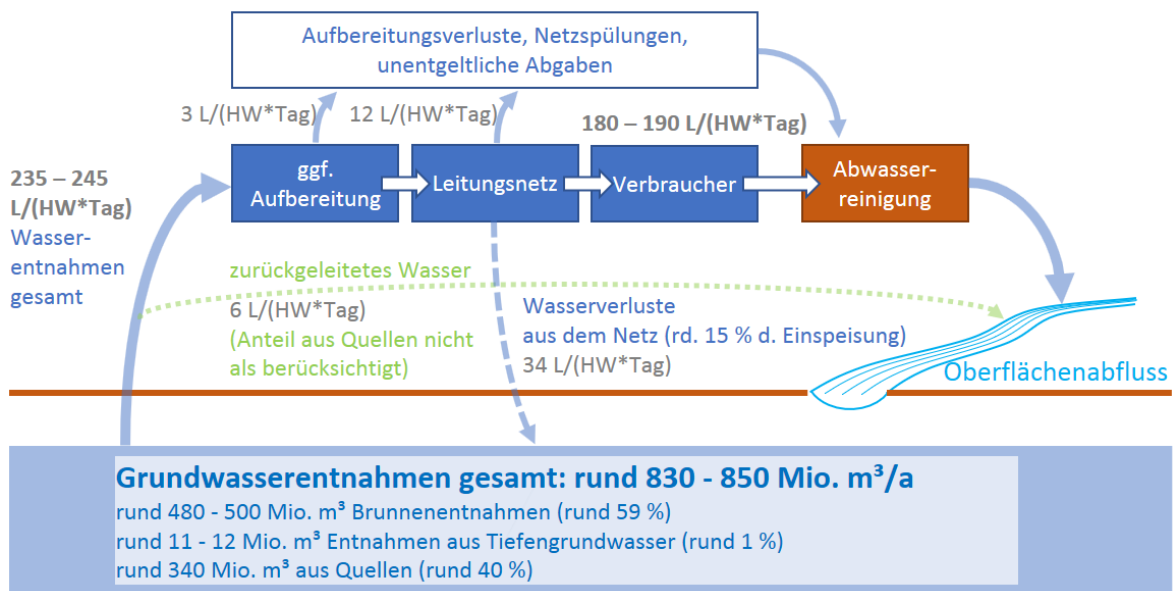 Aufbereitungsverluste, Netzspülungen,
unentgeltliche Abgaben
3 L/(HW*Tag)
12 L/(HW*Tag)
180 – 190 L/(HW*Tag)
235 – 245
L/(HW*Tag)
Wasser-
entnahmen
gesamt
ggf.
Aufbereitung
Leitungsnetz
Verbraucher
Abwasser-
reinigung
zurückgeleitetes Wasser
6 L/(HW*Tag)
(Anteil aus Quellen nicht
als berücksichtigt)
Wasserverluste
aus dem Netz (rd. 15 % d. Einspeisung)
34 L/(HW*Tag)
Oberflächenabfluss
Grundwasserentnahmen gesamt: rund 830 - 850 Mio. m³/a
rund 480 - 500 Mio. m³ Brunnenentnahmen (rund 59 %)
rund 11 - 12 Mio. m³ Entnahmen aus Tiefengrundwasser (rund 1 %)
rund 340 Mio. m³ aus Quellen (rund 40 %)